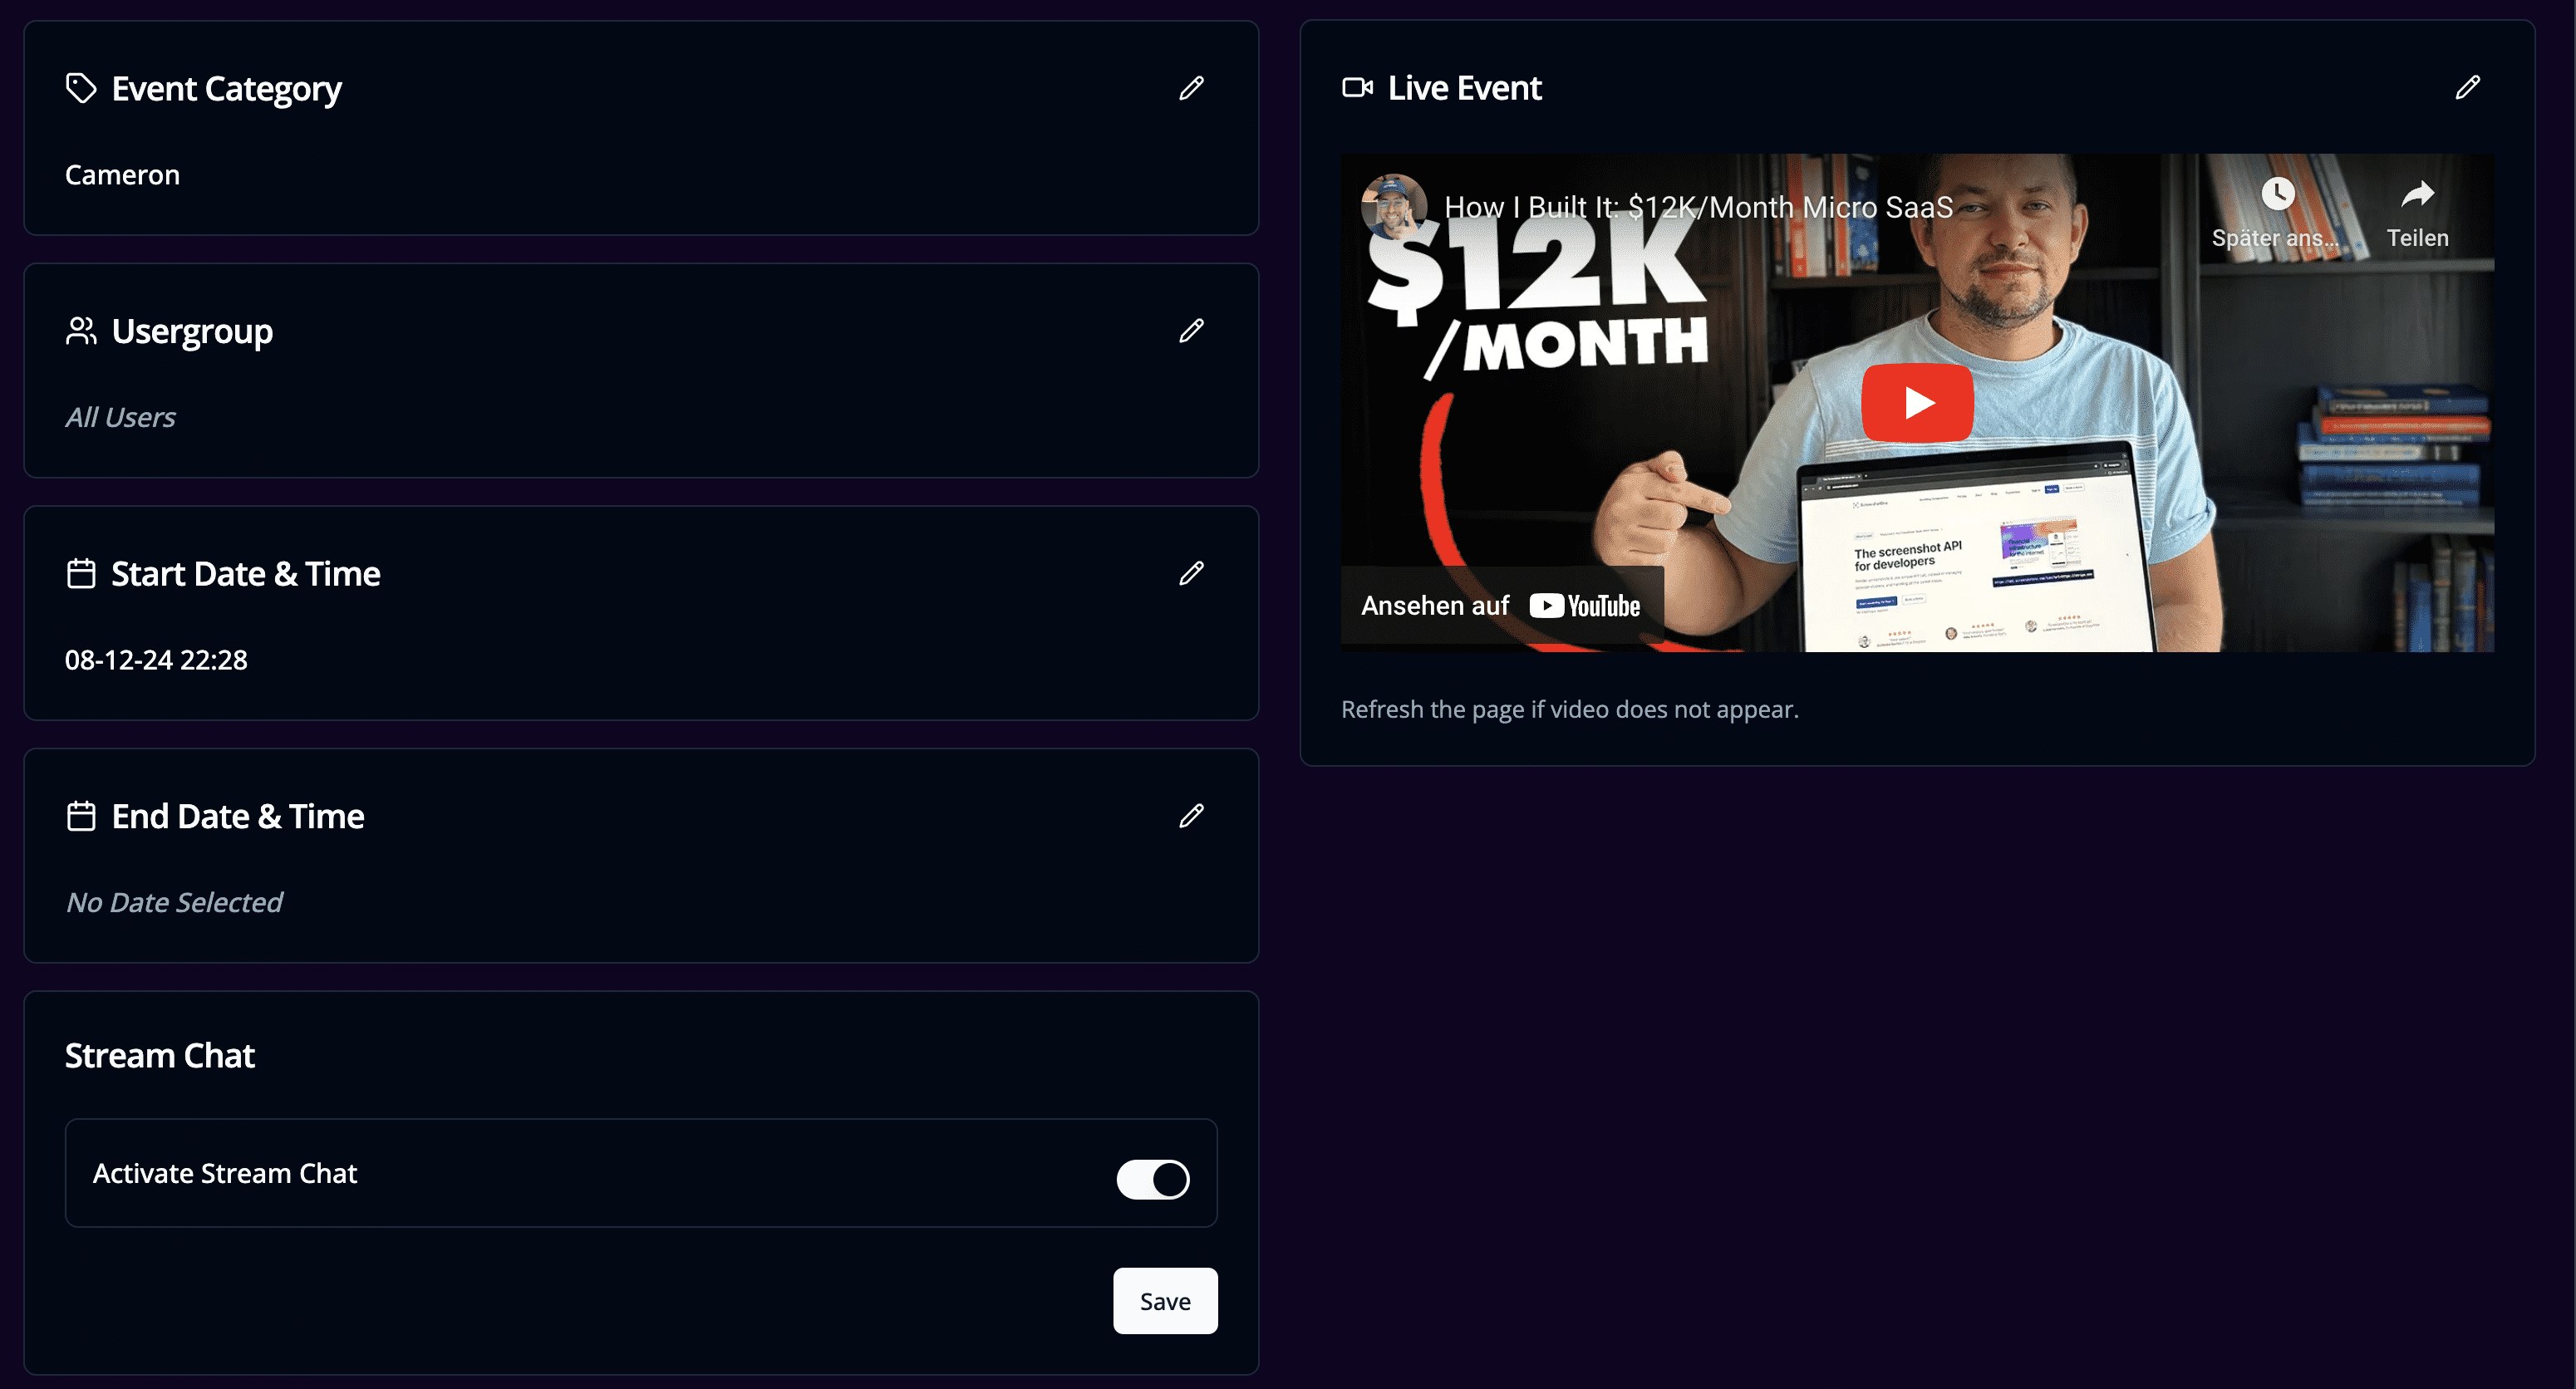 Event Category
Cameron
Usergroup
All Users
Start Date & Time
08-12-24 22:28
End Date & Time
No Date Selected
Stream Chat
Activate Stream Chat
Save
Live Event
How I Built It: $12K/Month Micro SaaS
Später ans...
Teilen
$12K
/MONTH
The screenshot API
for developers
Ansehen auf YouTube
Refresh the page if video does not appear.